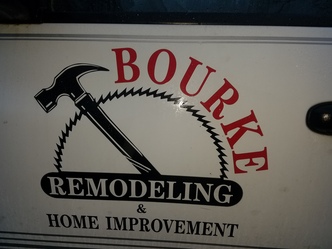 BOURKE
REMODELING
&
HOME IMPROVEMENT